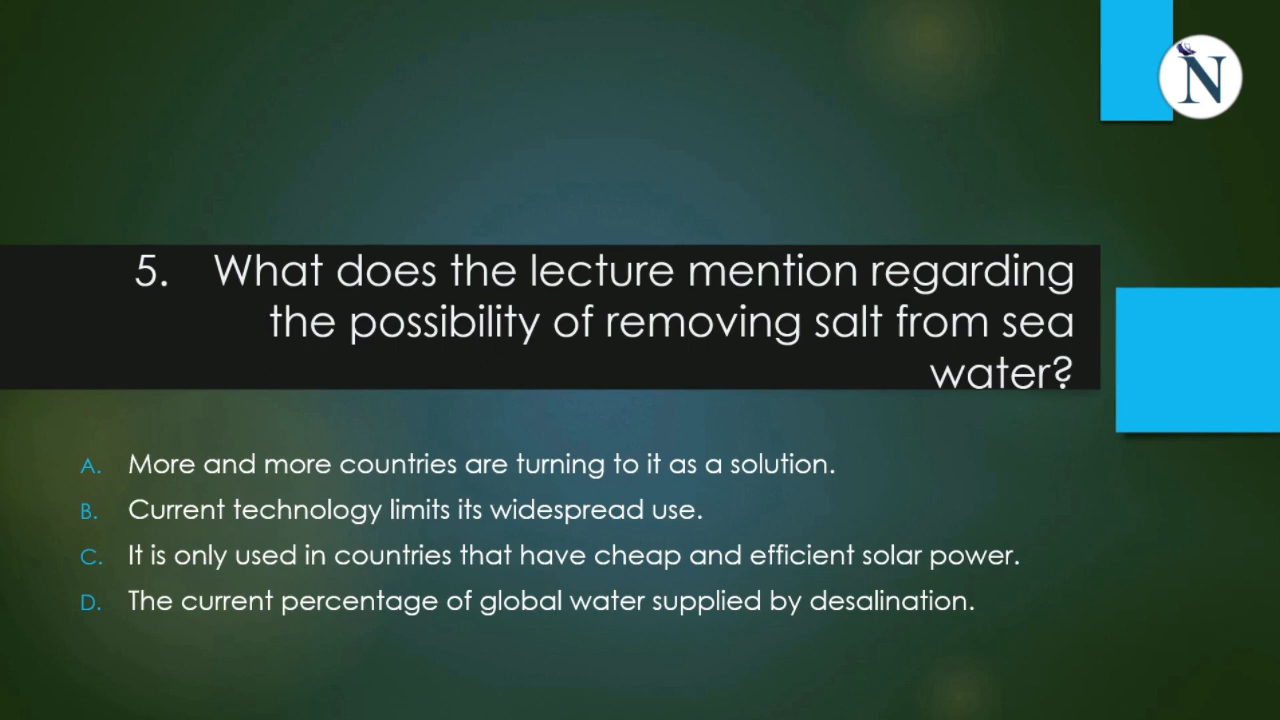 N
5. What does the lecture mention regarding
the possibility of removing salt from sea
water?
A. More and more countries are turning to it as a solution.
B. Current technology limits its widespread use.
C. It is only used in countries that have cheap and efficient solar power.
D. The current percentage of global water supplied by desalination.